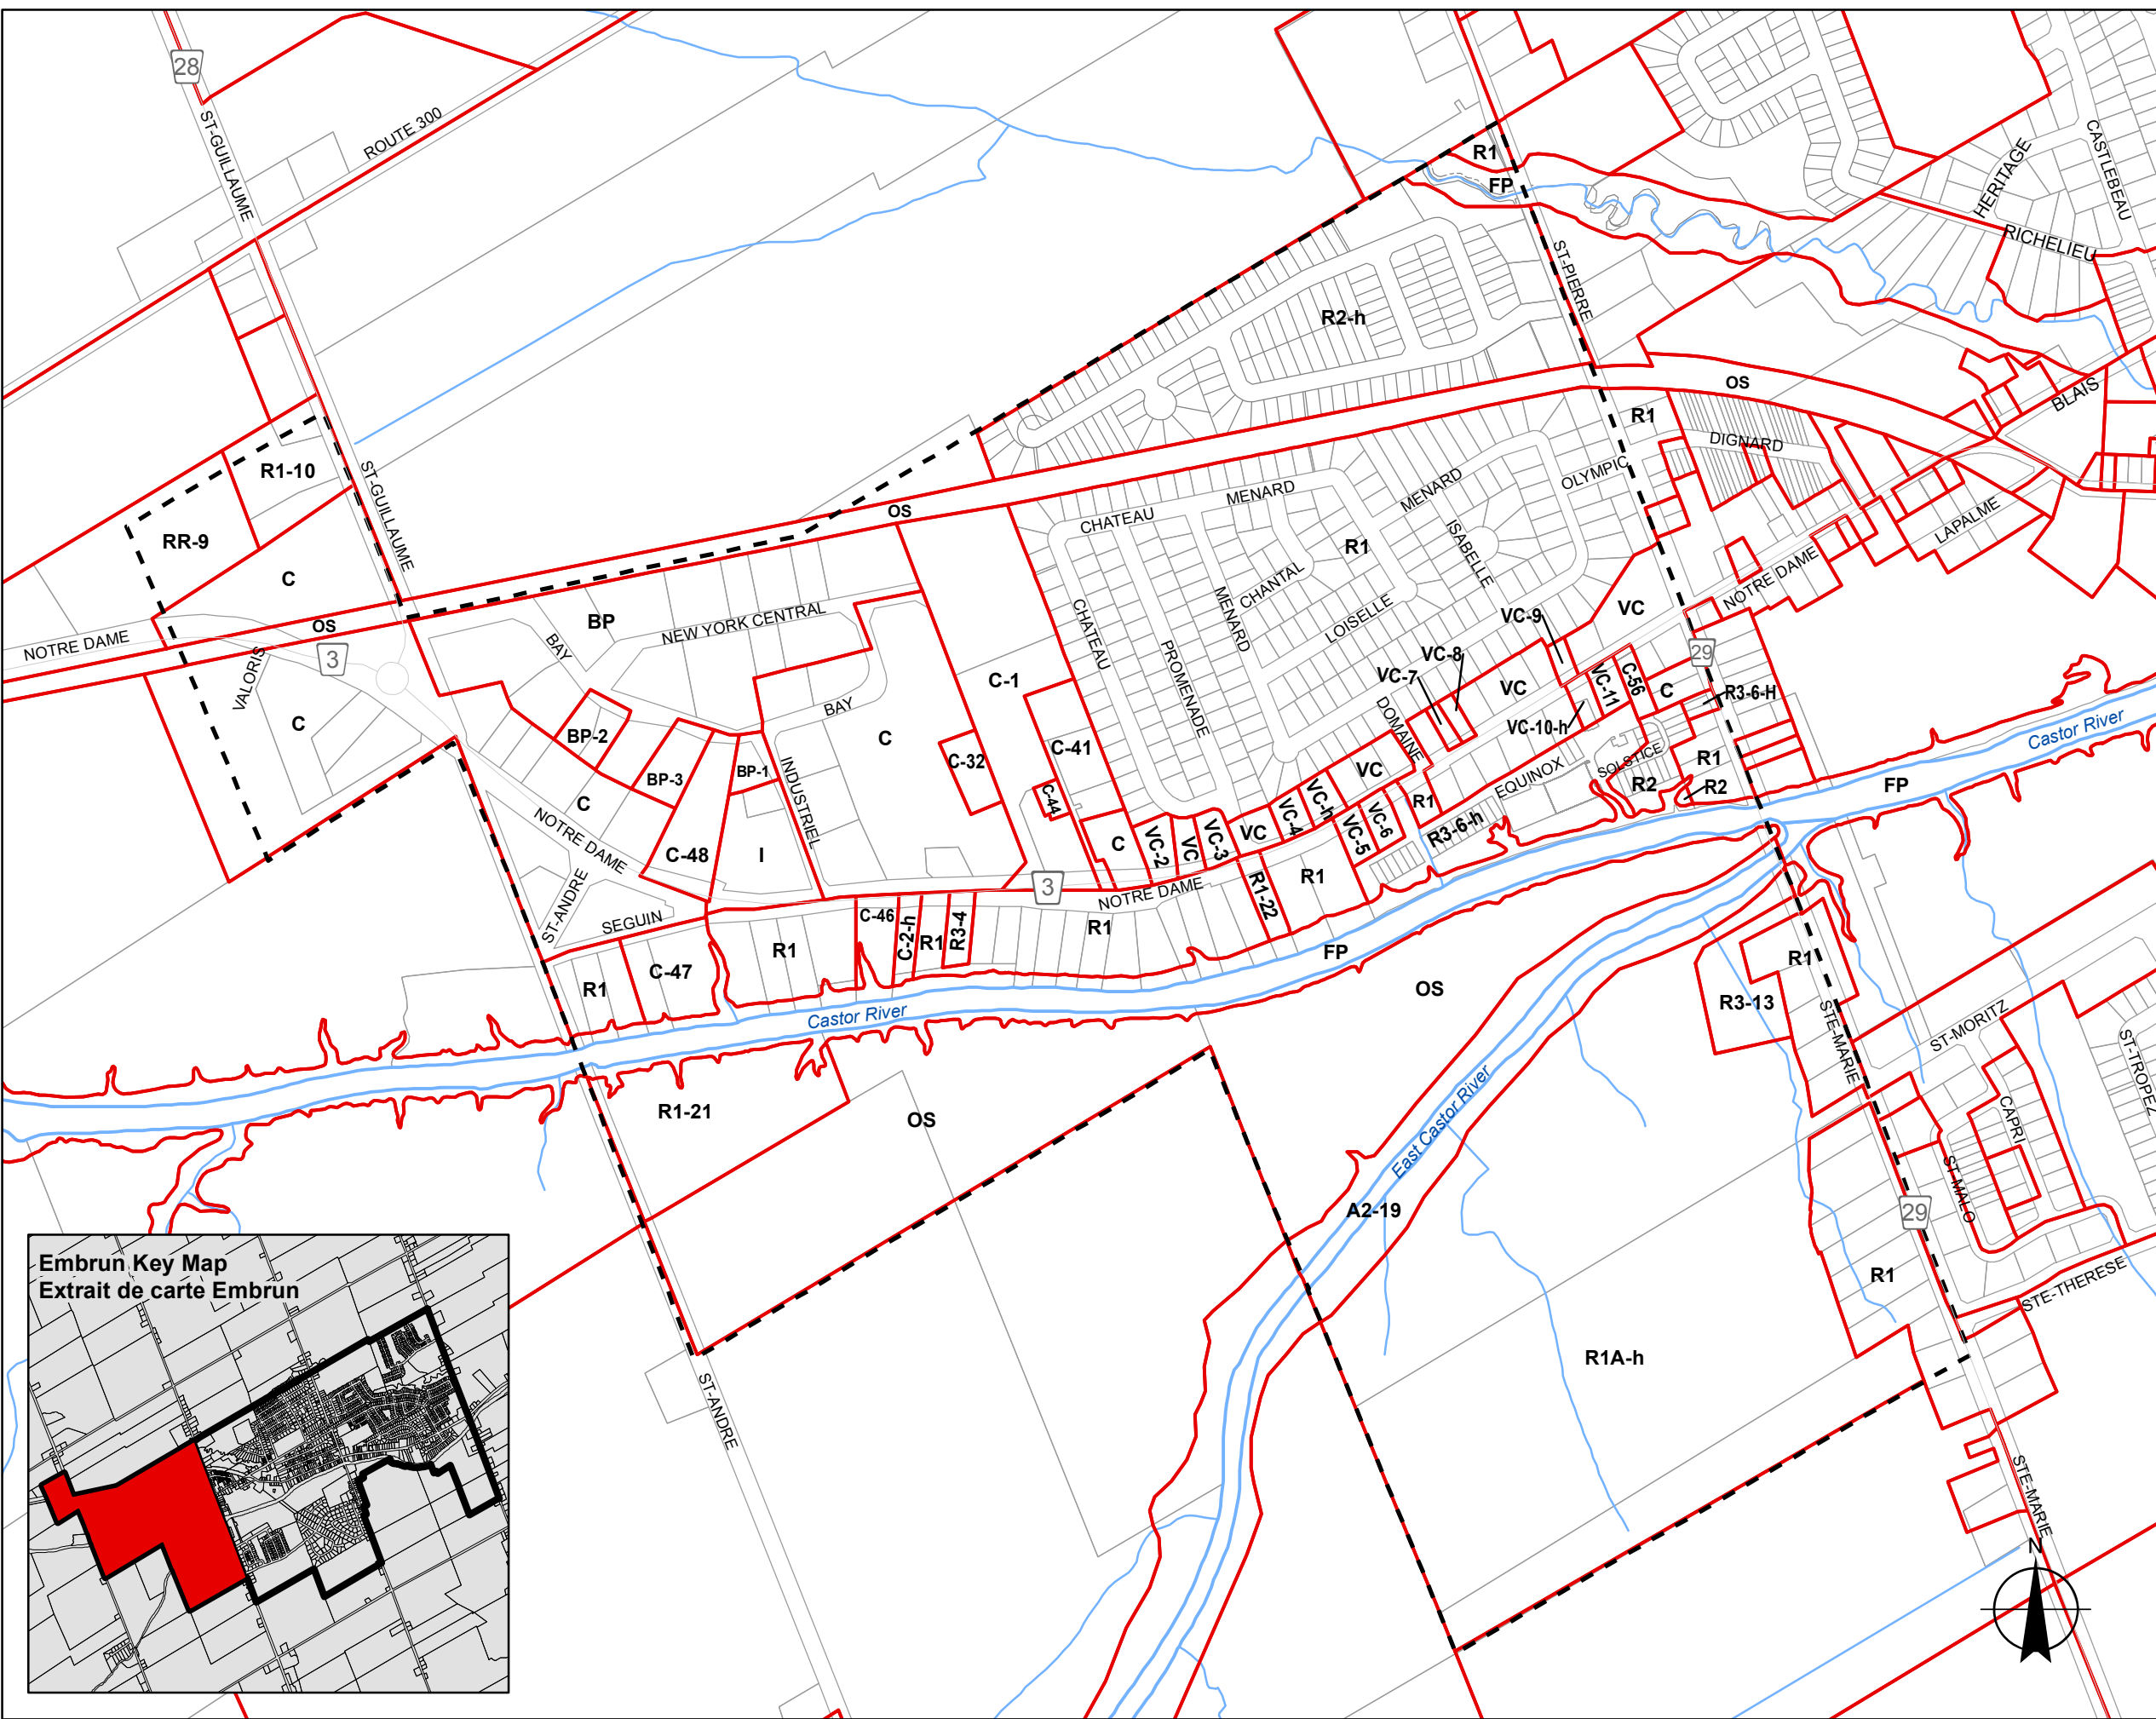 28
ST-GUILLAUME
ROUTE 300
R1
FP
HERITAGE
CASTLEBEAU
RICHELIEU
ST-PIERRE
R2-h
OS
BLAIS
R1
DIGNARD
OLYMPIC
LAPALME
R1-10
ST-GUILLAUME
RR-9
C
OS
MENARD
CHATEAU
MENARD
ISABELLE
R1
CHANTAL
LOISELLE
MENARD
CHATEAU
PROMENADE
NOTRE DAME
VC
VC-9
VC-8
VC-7
VC
VC-11
C-56
C
29
R3-6-H
VC-10-h
NOTRE DAME
OS
3
VALORIS
C
BP
BAY
NEW YORK CENTRAL
BAY
C
C-1
C-41
C-32
C-44
DOMAINE
VC
EQUINOX
SOLSTICE
R1
R2
R2
FP
Castor River
BP-2
BP-3
BP-1
C
INDUSTRIEL
NOTRE DAME
C-48
I
C
VC-2
VC
VC-3
VC
VC-4
VC-h
VC-5
VC-6
R1
R3-6-h
3
NOTRE DAME
R1-22
R1
ST-ANDRE
SEGUIN
C-46
C-2-h
R1
R3-4
R1
R1
R1
C-47
FP
OS
Castor River
R1
R3-13
STE-MARIE
ST-MORITZ
ST-TROPEZ
CAPRI
ST-MALO
R1-21
OS
East Castor River
A2-19
29
R1
STE-THERESE
R1A-h
ST-ANDRE
STE-MARIE
N
Embrun Key Map
Extrait de carte Embrun